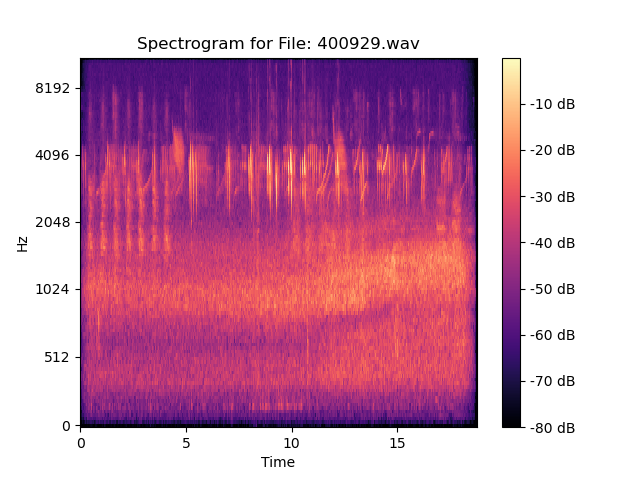 Spectrogram for File: 400929.wav
8192
4096
2048
1024
512
0
Hz
0
5
10
15
Time
-10 dB
-20 dB
-30 dB
-40 dB
-50 dB
-60 dB
-70 dB
-80 dB